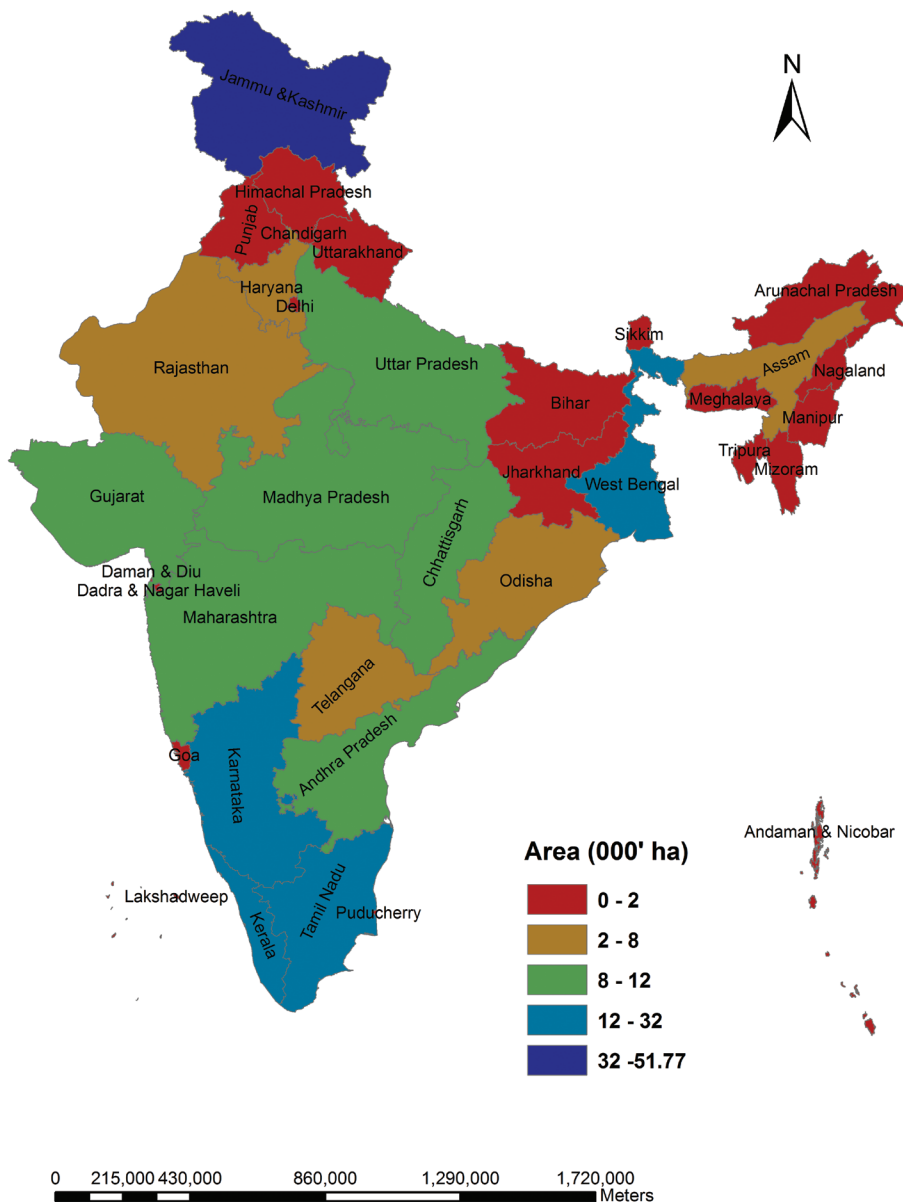 N
Jammu &Kashmir
Himachal Pradesh
Punjab
Chandigarh
Uttarakhand
Haryana
Delhi
Arunachal Pradesh
Sikkim
Assam
Nagaland
Rajasthan
Uttar Pradesh
Bihar
Meghalaya
Manipur
Tripura
Mizoram
Jharkhand
West Bengal
Gujarat
Madhya Pradesh
Chhattisgarh
Daman & Diu
Dadra & Nagar Haveli
Odisha
Maharashtra
Telangana
Goa
Karnataka
Andhra Pradesh
Andaman & Nicobar
Lakshadweep
Kerala
Tamil Nadu
Puducherry
Area (000' ha)
0 - 2
2 - 8
8 - 12
12 - 32
32 -51.77
0 215,000 430,000 860,000 1,290,000 1,720,000
Meters